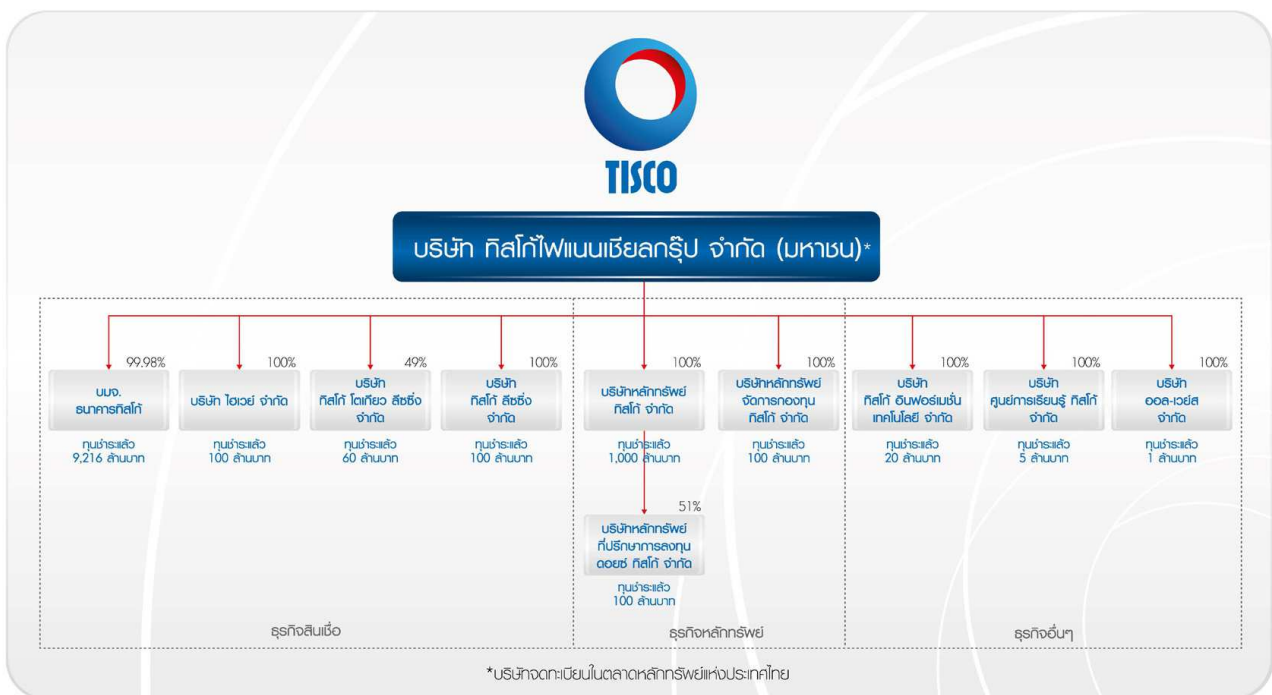 TISCO
บริษัท ทิสโก้ไฟแนนเชียลกรุ๊ป จำกัด (มหาชน)*
99.98%
บมจ.
ธนาคารทิสโก้
ทุนชำระแล้ว
9,216 ล้านบาท
100%
บริษัท ไฮเวย์ จำกัด
ทุนชำระแล้ว
100 ล้านบาท
49%
บริษัท
ทิสโก้ โตเกียว ลีซซิ่ง
จำกัด
ทุนชำระแล้ว
60 ล้านบาท
100%
บริษัท
ทิสโก้ ลีซซิ่ง
จำกัด
ทุนชำระแล้ว
100 ล้านบาท
100%
บริษัทหลักทรัพย์
ทิสโก้ จำกัด
ทุนชำระแล้ว
1,000 ล้านบาท
51%
บริษัทหลักทรัพย์
ที่ปรึกษาการลงทุน
ดอยซ์ ทิสโก้ จำกัด
ทุนชำระแล้ว
100 ล้านบาท
100%
บริษัทหลักทรัพย์
จัดการกองทุน
ทิสโก้ จำกัด
ทุนชำระแล้ว
100 ล้านบาท
100%
บริษัท
ทิสโก้ อินฟอร์เมชั่น
เทคโนโลยี จำกัด
ทุนชำระแล้ว
20 ล้านบาท
100%
บริษัท
ศูนย์การเรียนรู้ ทิสโก้
จำกัด
ทุนชำระแล้ว
5 ล้านบาท
100%
บริษัท
ออล-เวย์ส
จำกัด
ทุนชำระแล้ว
1 ล้านบาท
ธุรกิจสินเชื่อ
ธุรกิจหลักทรัพย์
ธุรกิจอื่นๆ
*บริษัทจดทะเบียนในตลาดหลักทรัพย์แห่งประเทศไทย